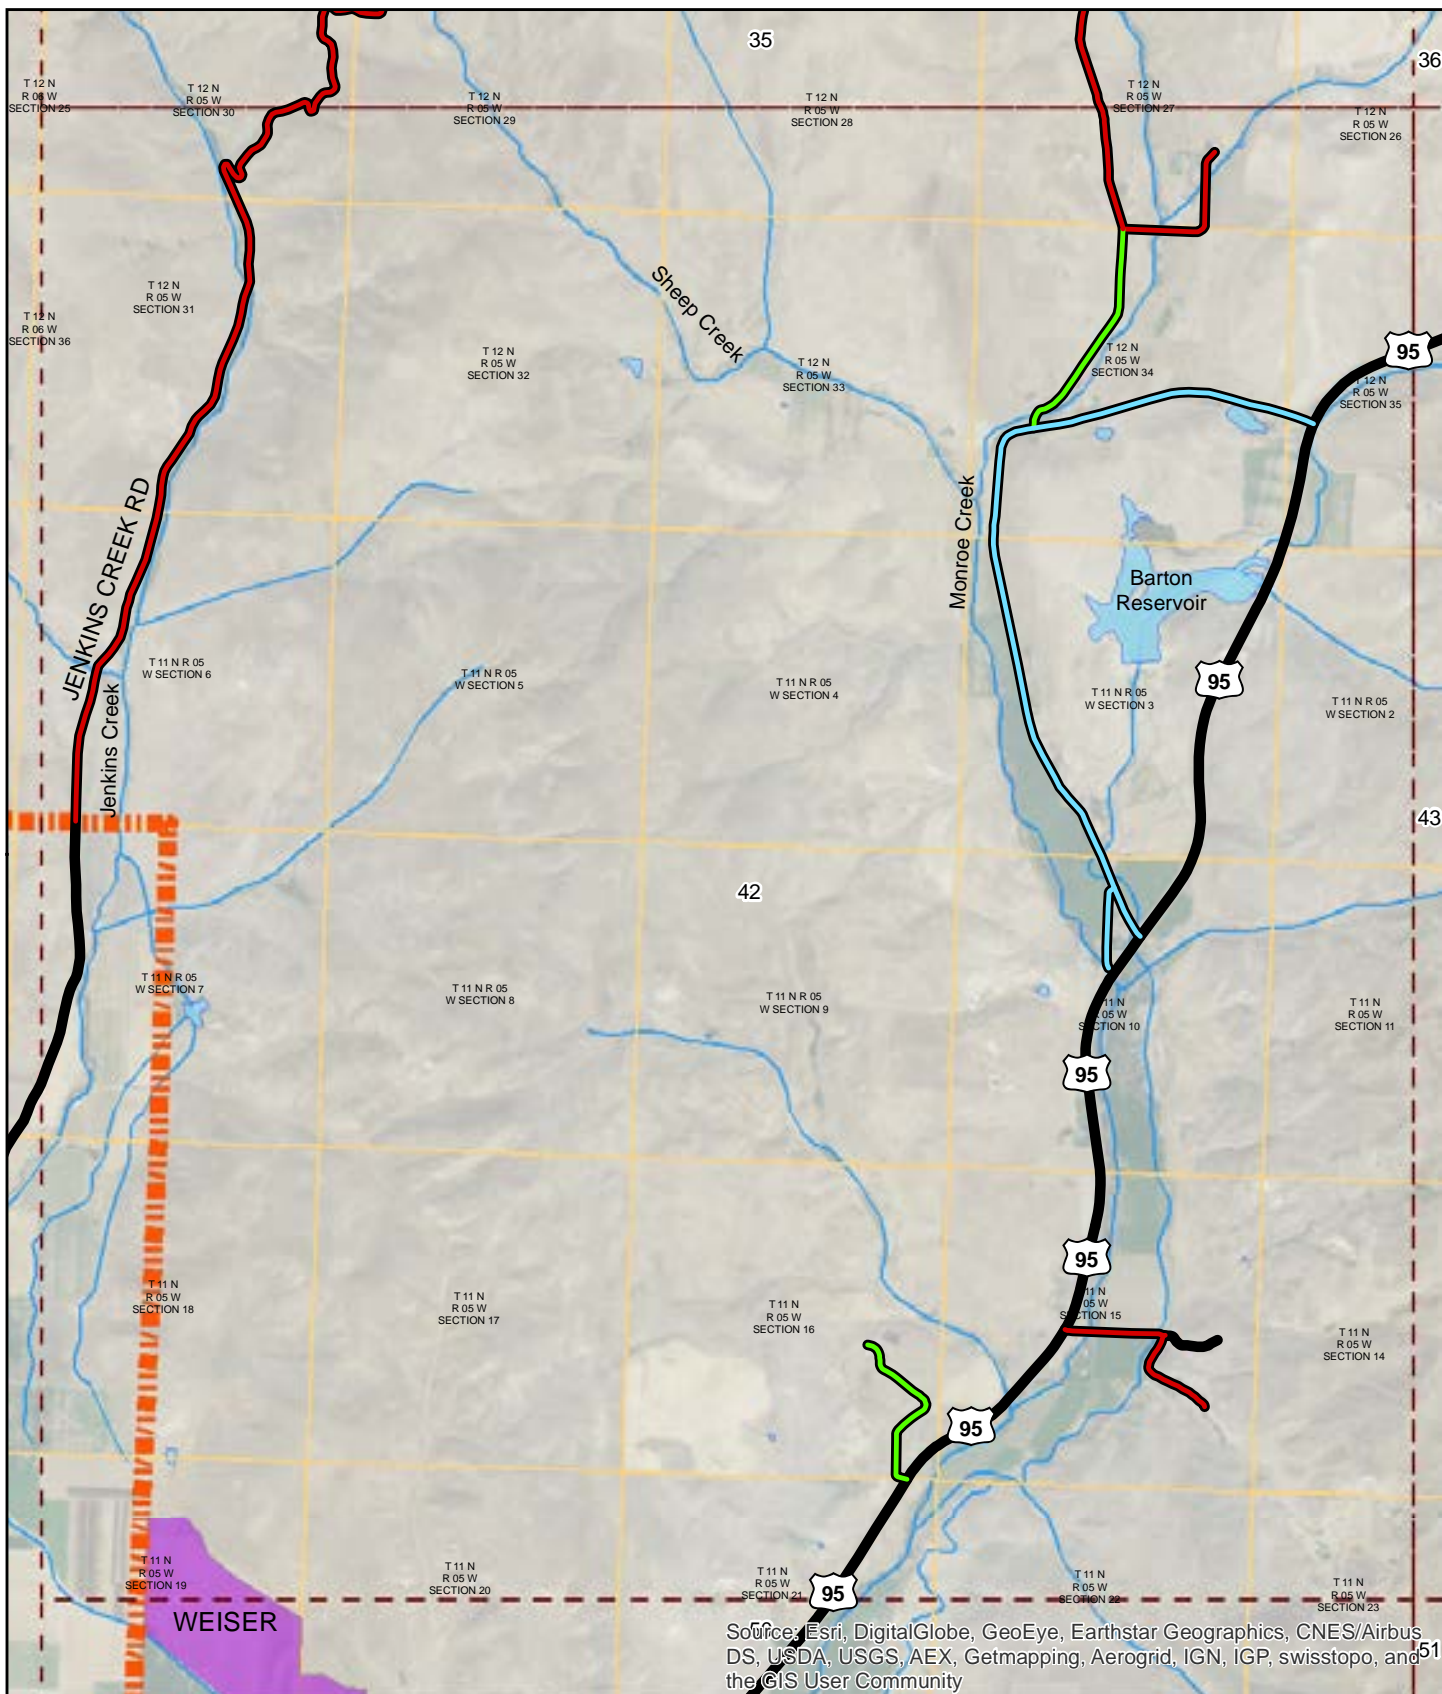 35
36
T 12 N
R 06 W
SECTION 25
T 12 N
R 05 W
SECTION 30
T 12 N
R 05 W
SECTION 29
T 12 N
R 05 W
SECTION 28
T 12 N
R 05 W
SECTION 27
T 12 N
R 05 W
SECTION 26
T 12 N
R 06 W
SECTION 36
T 12 N
R 05 W
SECTION 31
Sheep Creek
T 12 N
R 05 W
SECTION 32
T 12 N
R 05 W
SECTION 33
T 12 N
R 05 W
SECTION 34
95
T 12 N
R 05 W
SECTION 35
JENKINS CREEK RD
Monroe Creek
Barton
Reservoir
T 11 N R 05
W SECTION 6
T 11 N R 05
W SECTION 5
T 11 N R 05
W SECTION 4
T 11 N R 05
W SECTION 3
95
T 11 N R 05
W SECTION 2
Jenkins Creek
43
42
T 11 N R 05
W SECTION 7
T 11 N R 05
W SECTION 8
T 11 N R 05
W SECTION 9
11 N
05 W
SECTION 10
T 11 N
R 05 W
SECTION 11
95
95
T 11 N
R 05 W
SECTION 18
T 11 N
R 05 W
SECTION 17
T 11 N
R 05 W
SECTION 16
11 N
05 W
SECTION 15
T 11 N
R 05 W
SECTION 14
95
T 11 N
R 05 W
SECTION 19
T 11 N
R 05 W
SECTION 20
T 11 N
R 05 W
SECTION 21
95
T 11 N
R 05 W
SECTION 22
T 11 N
R 05 W
SECTION 23
WEISER
51
Source: Esri, DigitalGlobe, GeoEye, Earthstar Geographics, CNES/Airbus
DS, USDA, USGS, AEX, Getmapping, Aerogrid, IGN, IGP, swisstopo, and
the GIS User Community